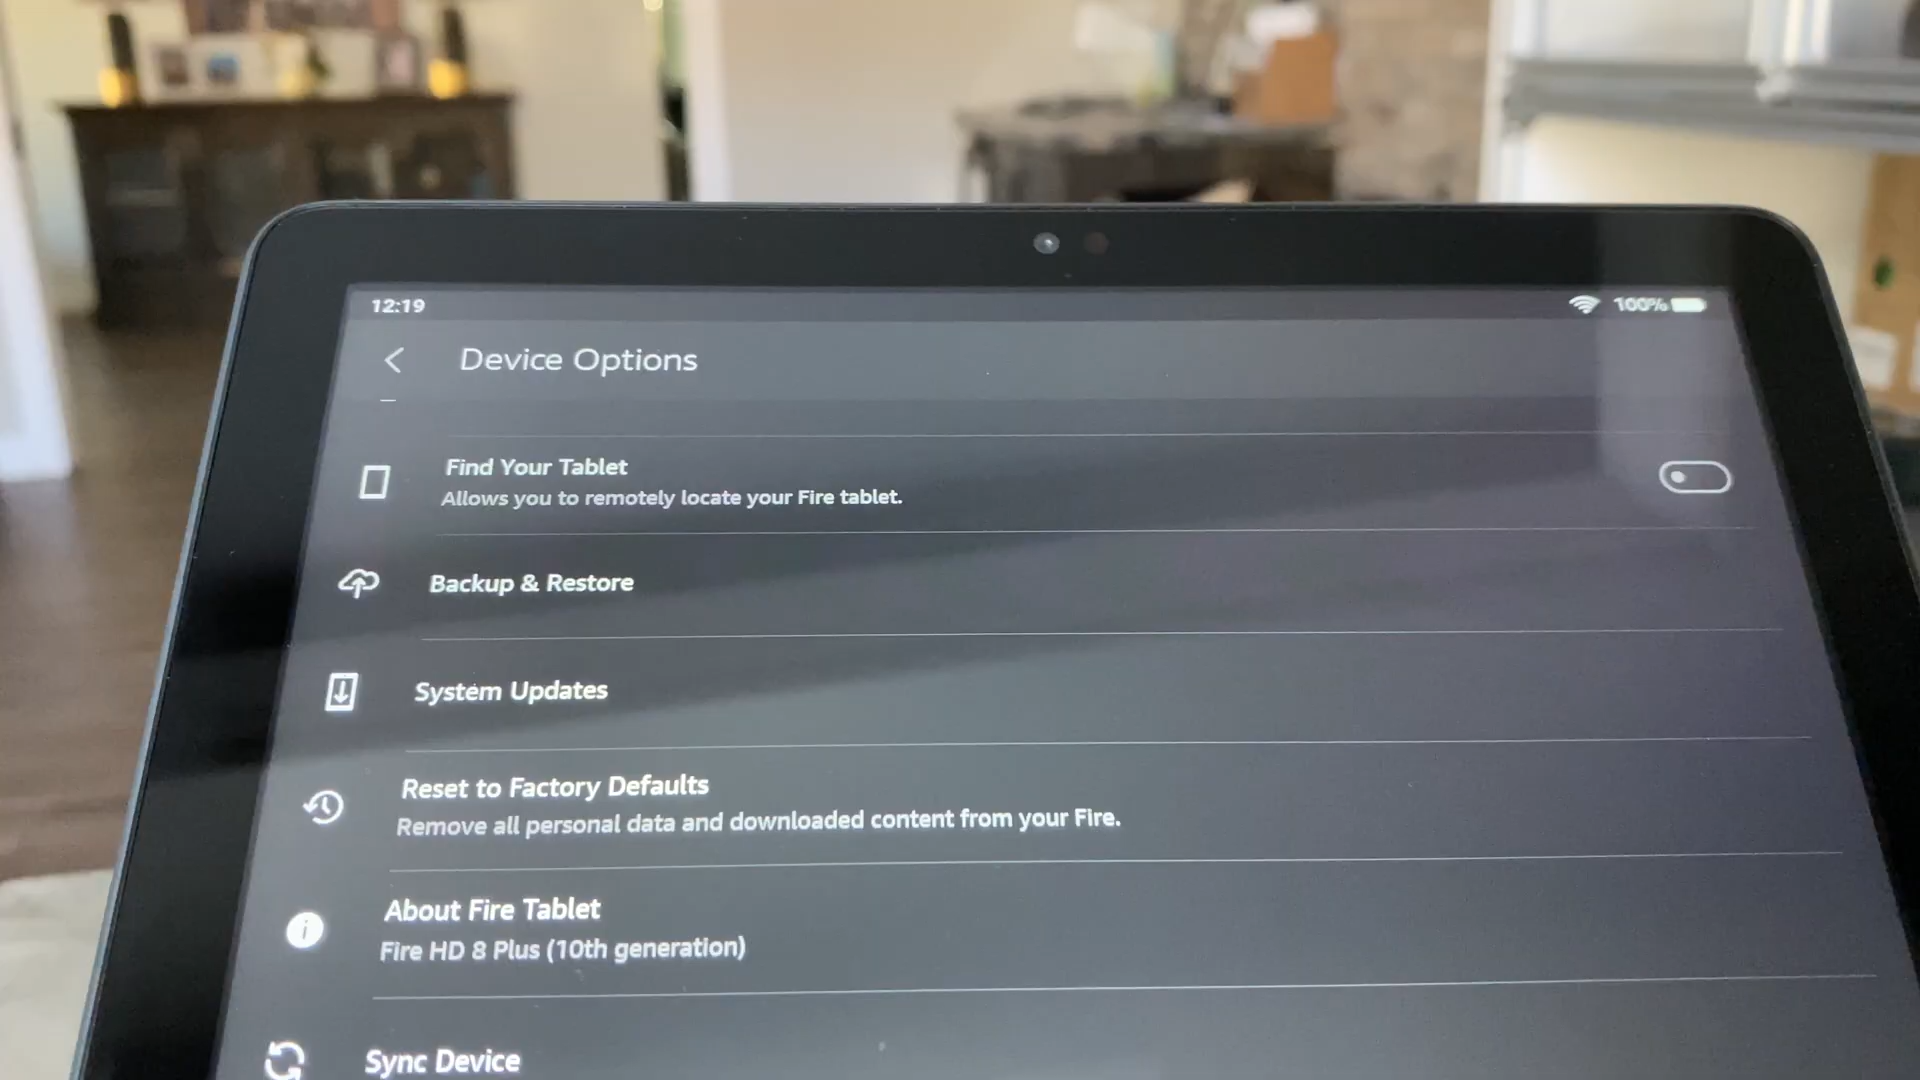 12:19
100%
Device Options
Find Your Tablet
Allows you to remotely locate your Fire tablet.
Backup & Restore
System Updates
Reset to Factory Defaults
Remove all personal data and downloaded content from your Fire.
About Fire Tablet
Fire HD 8 Plus (10th generation)
Sync Device